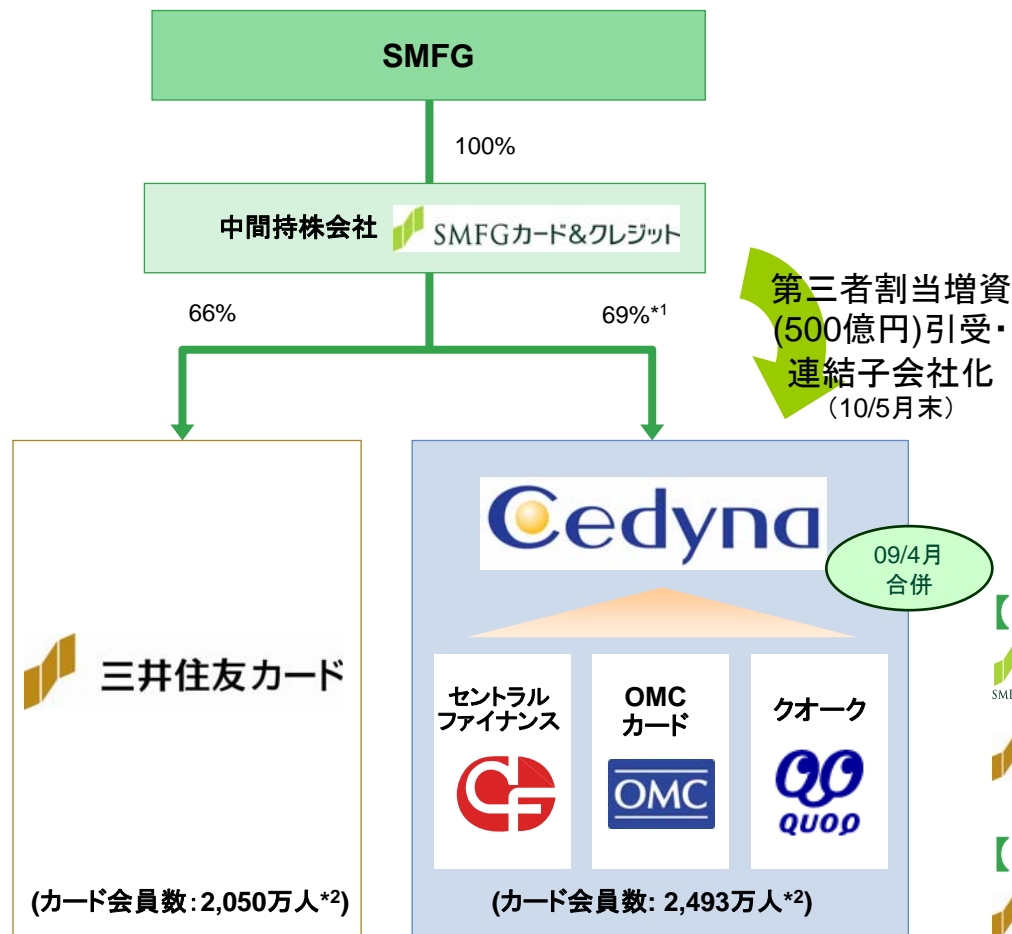 SMFG
100%
中間持株会社 SMFGカード&クレジット
66%
69%*1
第三者割当増資
(500億円)引受・
連結子会社化
（10/5月末）
Cedyna
09/4月
合併
三井住友カード
セントラル
ファイナンス
OMC
カード
OMC
クオーク
QUOQ
(カード会員数：2,050万人*2)
(カード会員数: 2,493万人*2)
【
【